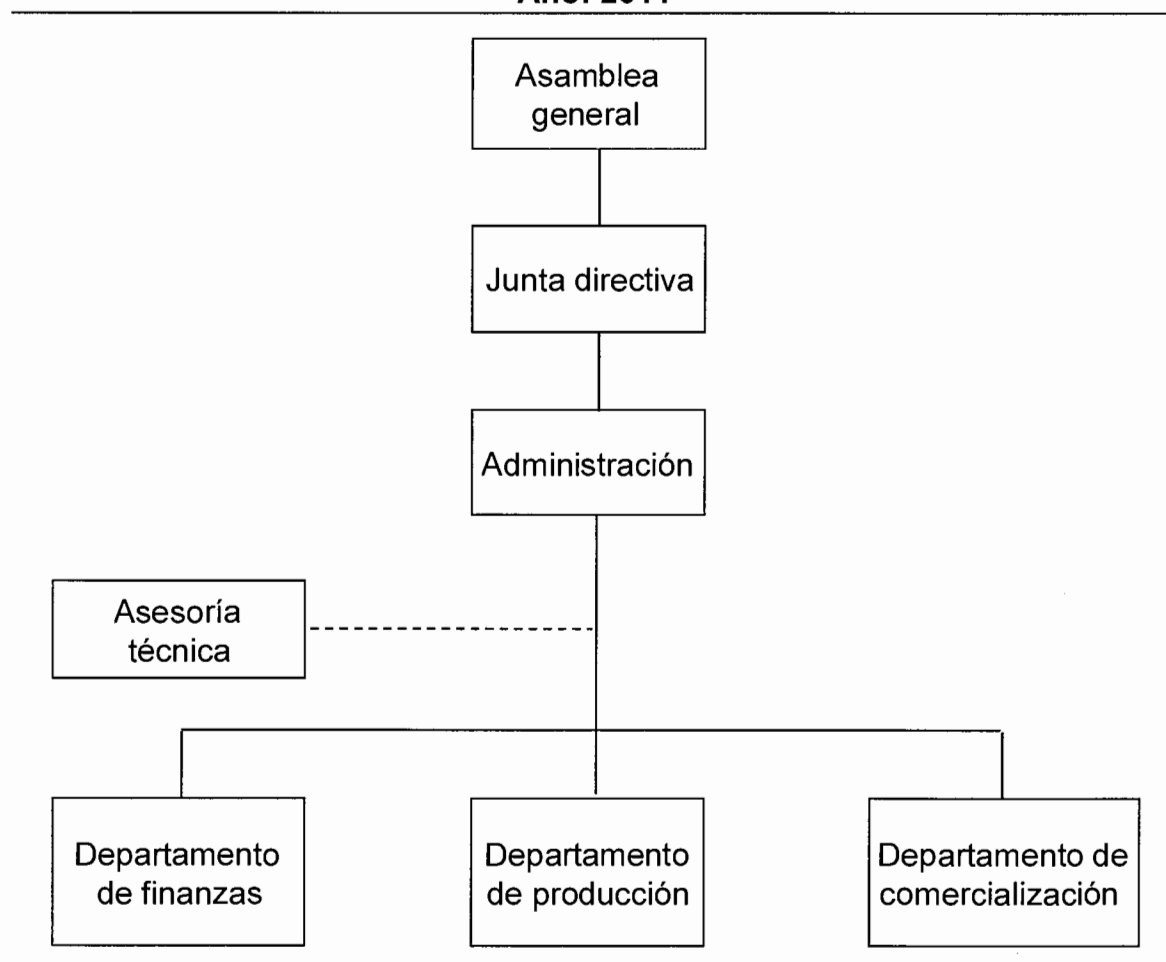 Asamblea
general
Junta directiva
Administración
Asesoría
técnica
Departamento
de finanzas
Departamento
de producción
Departamento de
comercialización